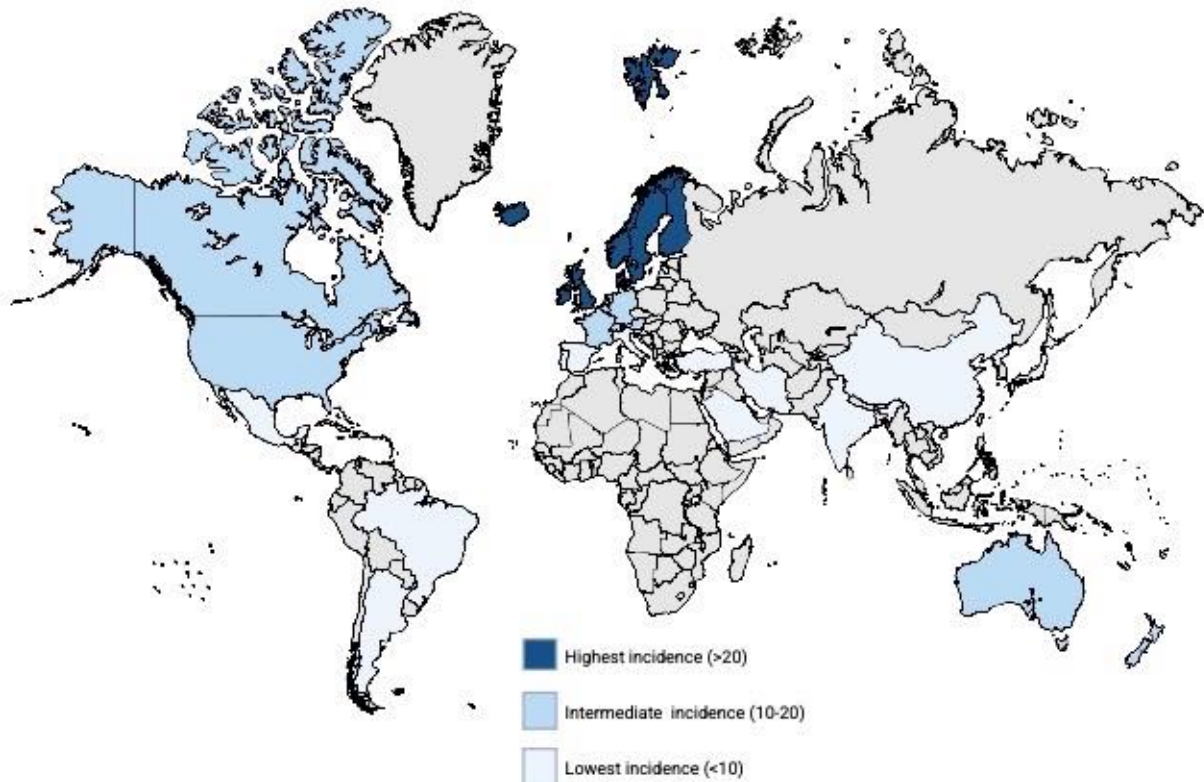 Highest incidence (>20)
Intermediate incidence (10-20)
Lowest incidence (<10)